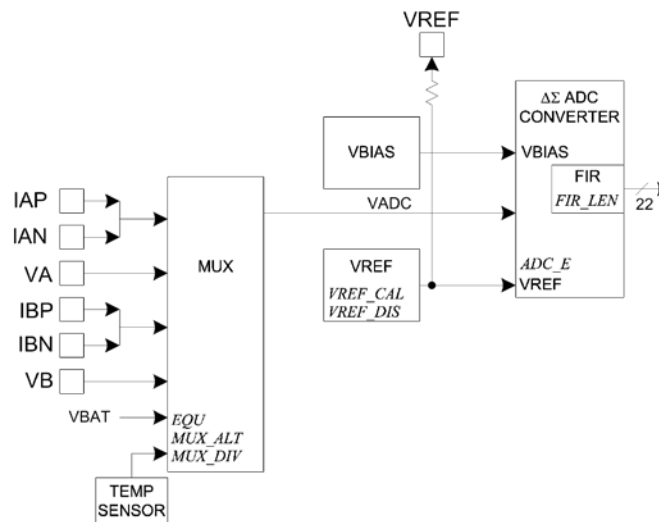 VREF
ΔΣ ADC
CONVERTER
VBIAS
VBIAS
FIR
FIR_LEN
22
IAP
IAN
VA
IBP
IBN
VB
VBAT
MUX
VADC
VREF
VREF_CAL
VREF_DIS
ADC_E
VREF
EQU
MUX_ALT
MUX_DIV
TEMP
SENSOR